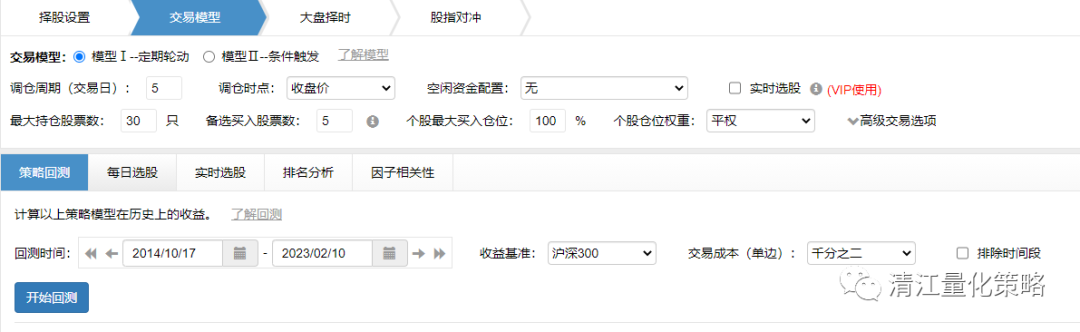 择股设置 交易模型 大盘择时 股指对冲
交易模型： 模型Ⅰ--定期轮动 模型Ⅱ--条件触发 了解模型
调仓周期（交易日）： 5 调仓时点： 收盘价 空闲资金配置： 无 实时选股 (VIP使用)
最大持仓股票数： 30 只 备选买入股票数： 5 个股最大买入仓位： 100 % 个股仓位权重： 平权 高级交易选项
策略回测 每日选股 实时选股 排名分析 因子相关性
计算以上策略模型在历史上的收益。 了解回测
回测时间： 2014/10/17 - 2023/02/10 收益基准： 沪深300 交易成本（单边）： 千分之二 排除时间段
开始回测 清江量化策略